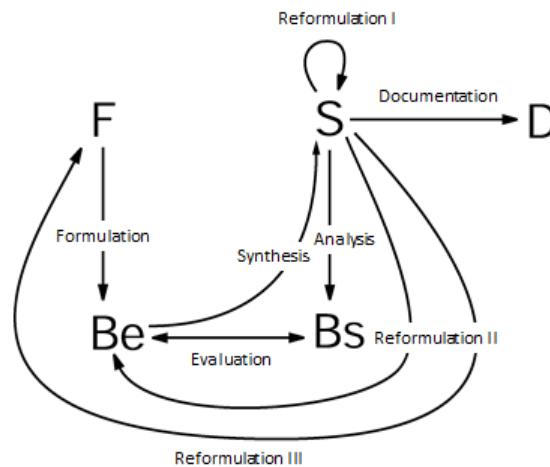 Reformulation I
F
S
Documentation
D
Formulation
Synthesis
Analysis
Be
Evaluation
Bs
Reformulation II
Reformulation III